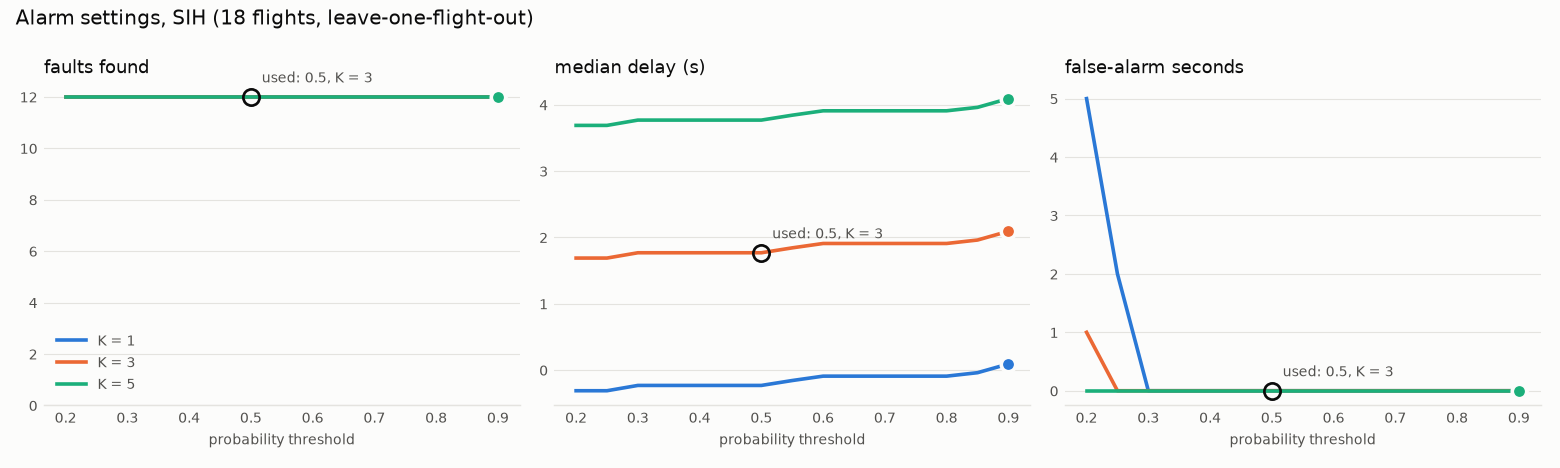 Alarm settings, SIH (18 flights, leave-one-flight-out)
faults found
used: 0.5, K = 3
12
10
8
6
4
2
0
K = 1
K = 3
K = 5
0.2 0.3 0.4 0.5 0.6 0.7 0.8 0.9
probability threshold
median delay (s)
4
3
2
1
0
used: 0.5, K = 3
0.2 0.3 0.4 0.5 0.6 0.7 0.8 0.9
probability threshold
false-alarm seconds
5
4
3
2
1
0
used: 0.5, K = 3
0.2 0.3 0.4 0.5 0.6 0.7 0.8 0.9
probability threshold